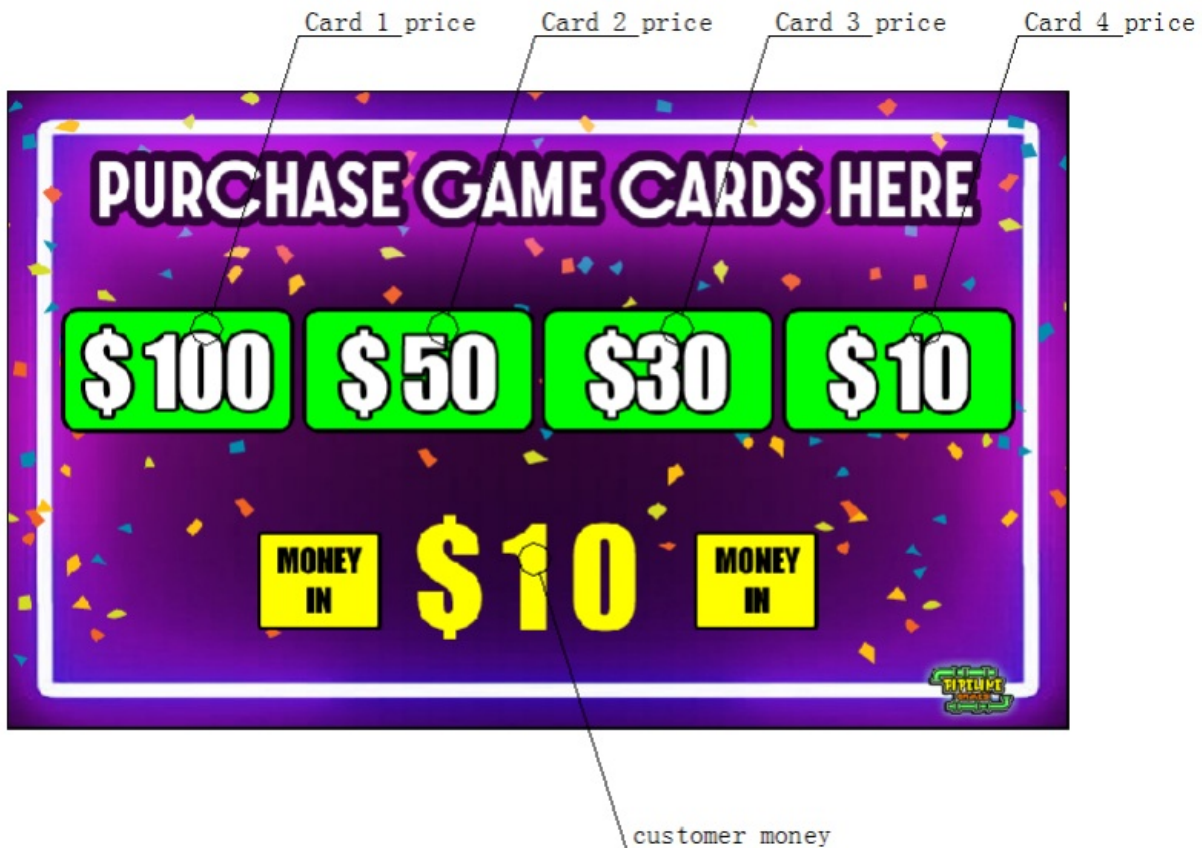 Card 1 price Card 2 price Card 3 price Card 4 price
PURCHASE GAME CARDS HERE
$100 $50 $30 $10
MONEY IN $10 MONEY IN
PIPELINE
customer money